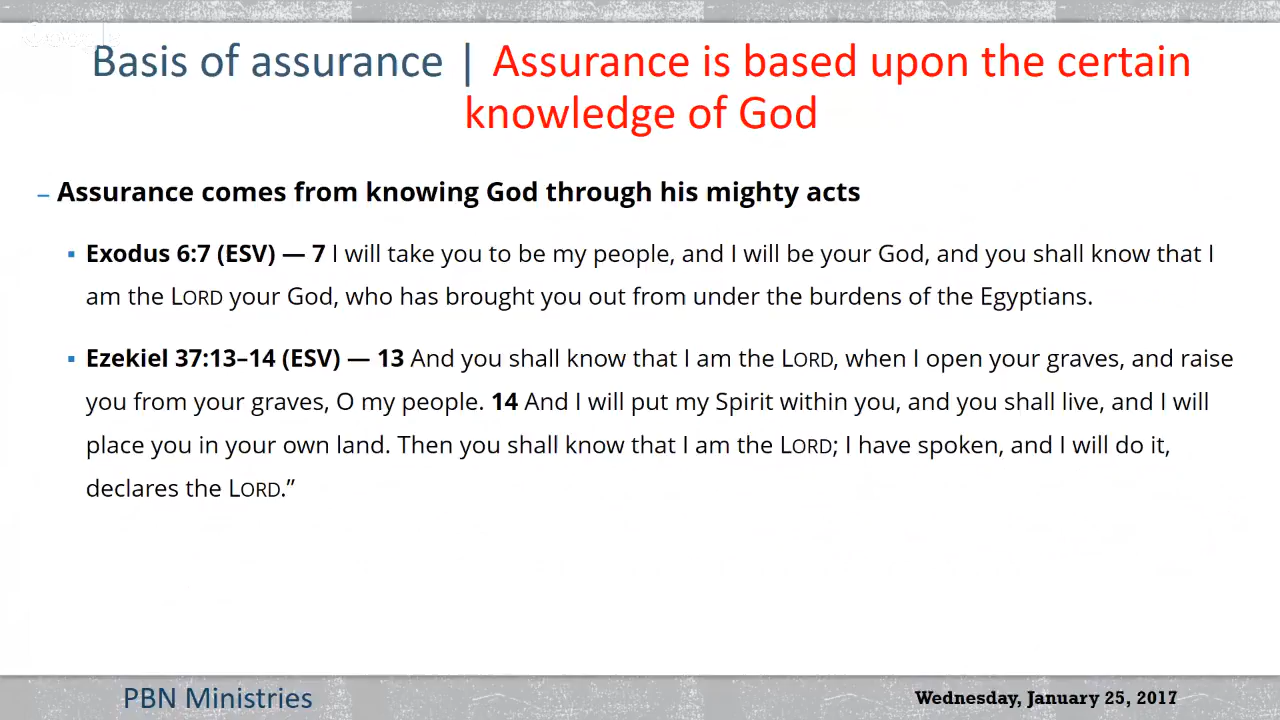 Google
Basis of assurance | Assurance is based upon the certain
knowledge of God
– Assurance comes from knowing God through his mighty acts
▪ Exodus 6:7 (ESV) — 7 I will take you to be my people, and I will be your God, and you shall know that I
am the LORD your God, who has brought you out from under the burdens of the Egyptians.
▪ Ezekiel 37:13–14 (ESV) — 13 And you shall know that I am the LORD, when I open your graves, and raise
you from your graves, O my people. 14 And I will put my Spirit within you, and you shall live, and I will
place you in your own land. Then you shall know that I am the LORD; I have spoken, and I will do it,
declares the LORD.”
PBN Ministries
Wednesday, January 25, 2017